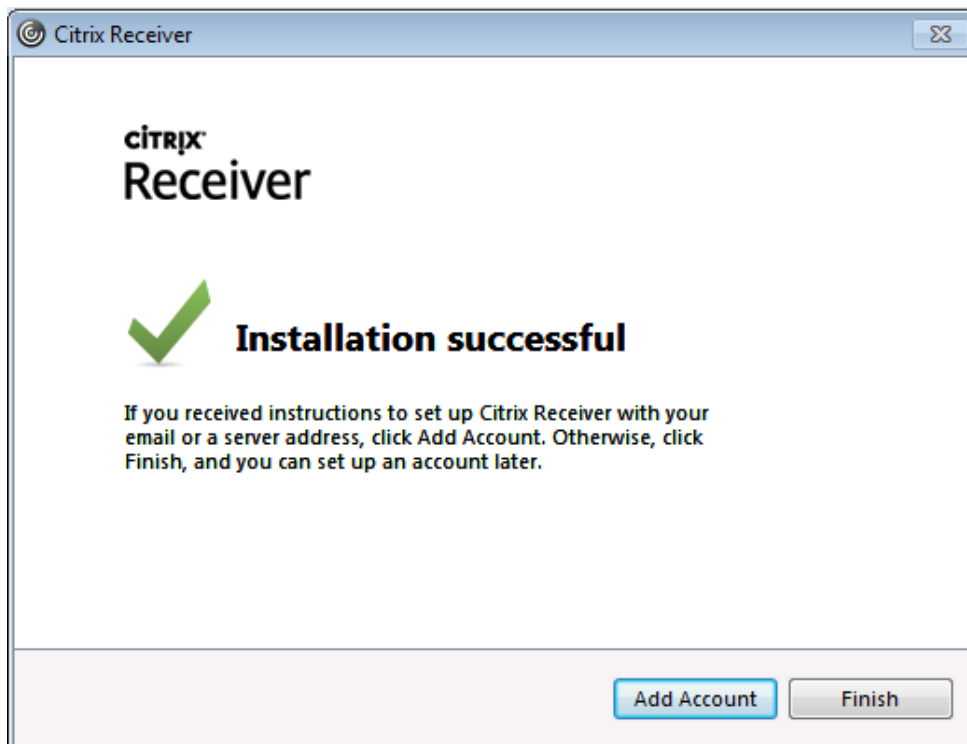 Citrix Receiver
CiTRIX
Receiver
Installation successful
If you received instructions to set up Citrix Receiver with your
email or a server address, click Add Account. Otherwise, click
Finish, and you can set up an account later.
Add Account
Finish